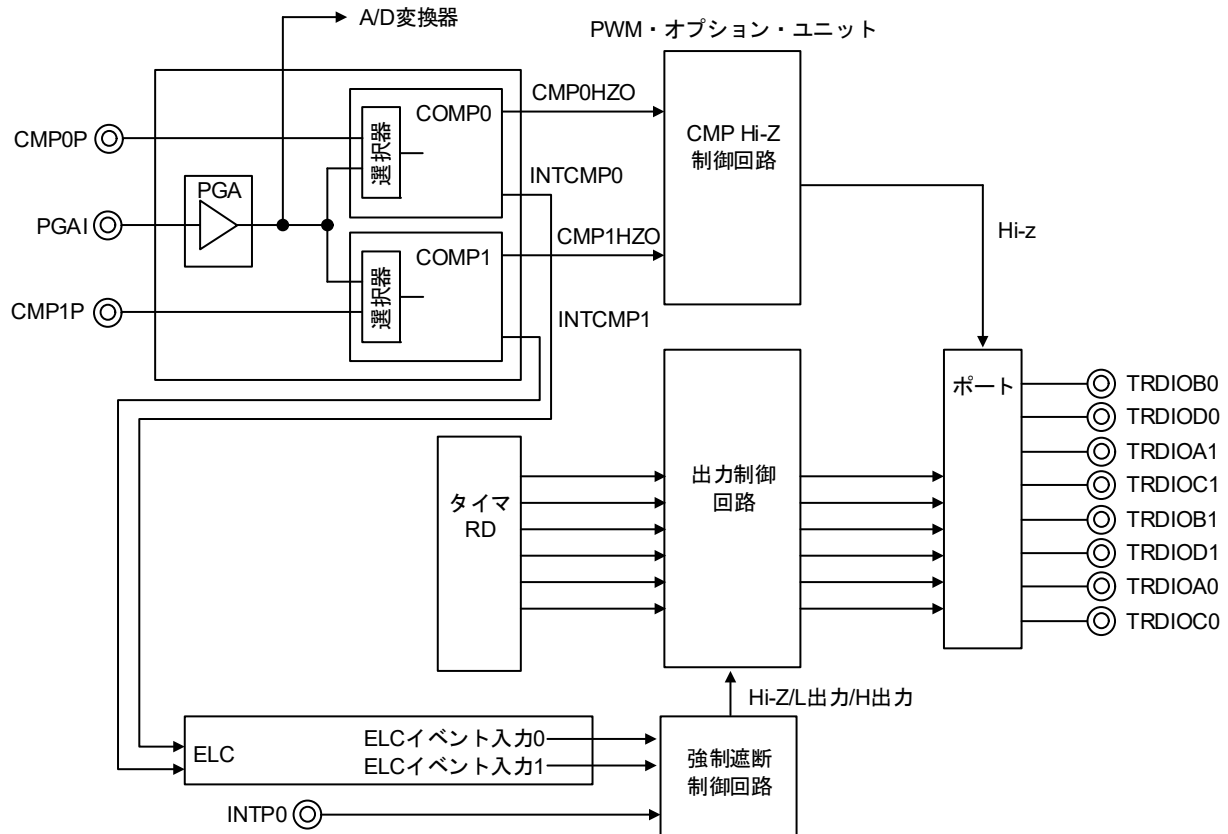 A/D変換器
PWM・オプション・ユニット
CMP0P
PGAI
CMP1P
PGA
選択器
COMP0
選択器
COMP1
CMP0HZO
INTCMP0
CMP1HZO
INTCMP1
CMP Hi-Z
制御回路
Hi-z
タイマ
RD
出力制御
回路
ポート
TRDIOB0
TRDIOD0
TRDIOA1
TRDIOC1
TRDIOB1
TRDIOD1
TRDIOA0
TRDIOC0
Hi-Z/L出力/H出力
ELC
ELCイベント入力0
ELCイベント入力1
強制遮断
制御回路
INTP0